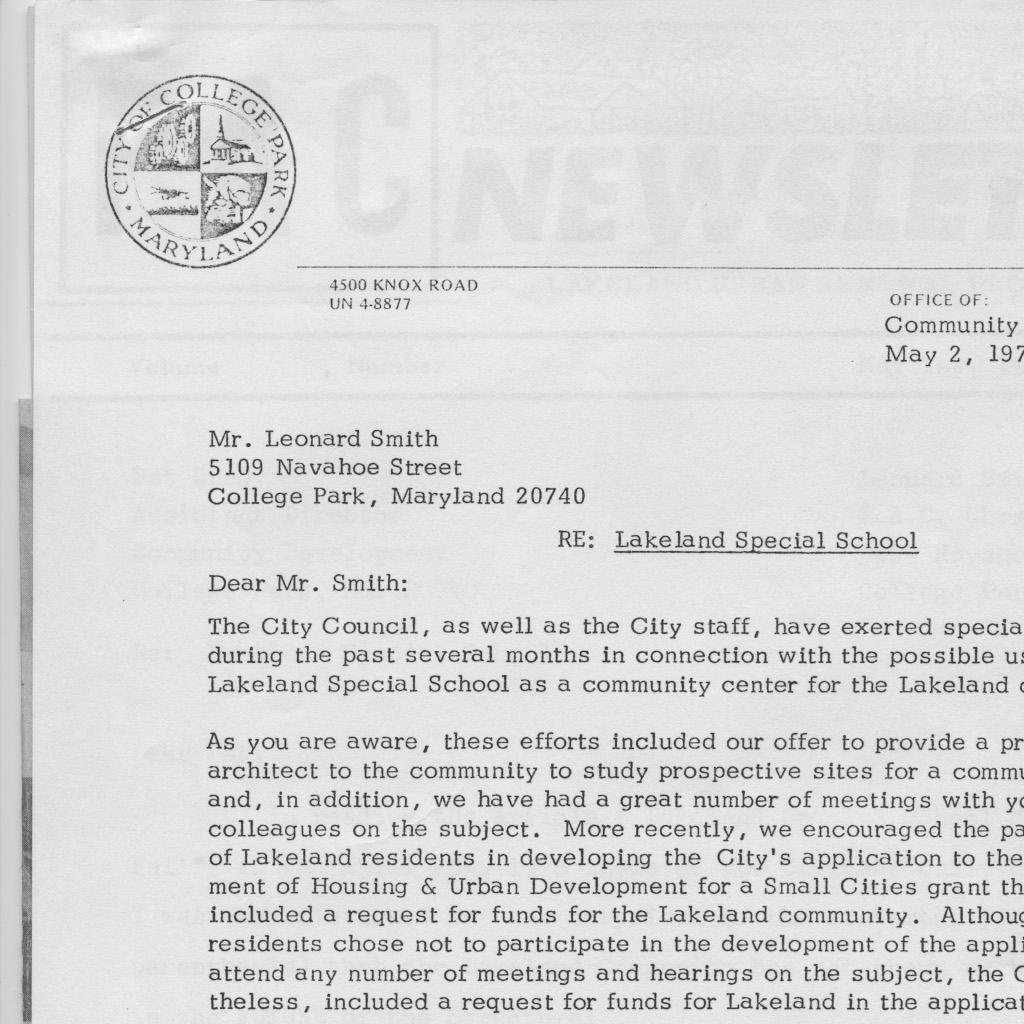 CITY OF COLLEGE PARK
MARYLAND
NEWSL
4500 KNOX ROAD
UN 4-8877
OFFICE OF:
Community
May 2, 197
Volume , Number
Mr. Leonard Smith
5109 Navahoe Street
College Park, Maryland 20740
RE: Lakeland Special School
Dear Mr. Smith:
The City Council, as well as the City staff, have exerted specia
during the past several months in connection with the possible us
Lakeland Special School as a community center for the Lakeland c
As you are aware, these efforts included our offer to provide a pr
architect to the community to study prospective sites for a commu
and, in addition, we have had a great number of meetings with yo
colleagues on the subject. More recently, we encouraged the pa
of Lakeland residents in developing the City's application to the
ment of Housing & Urban Development for a Small Cities grant th
included a request for funds for the Lakeland community. Althoug
residents chose not to participate in the development of the appli
attend any number of meetings and hearings on the subject, the C
theless, included a request for funds for Lakeland in the applicat